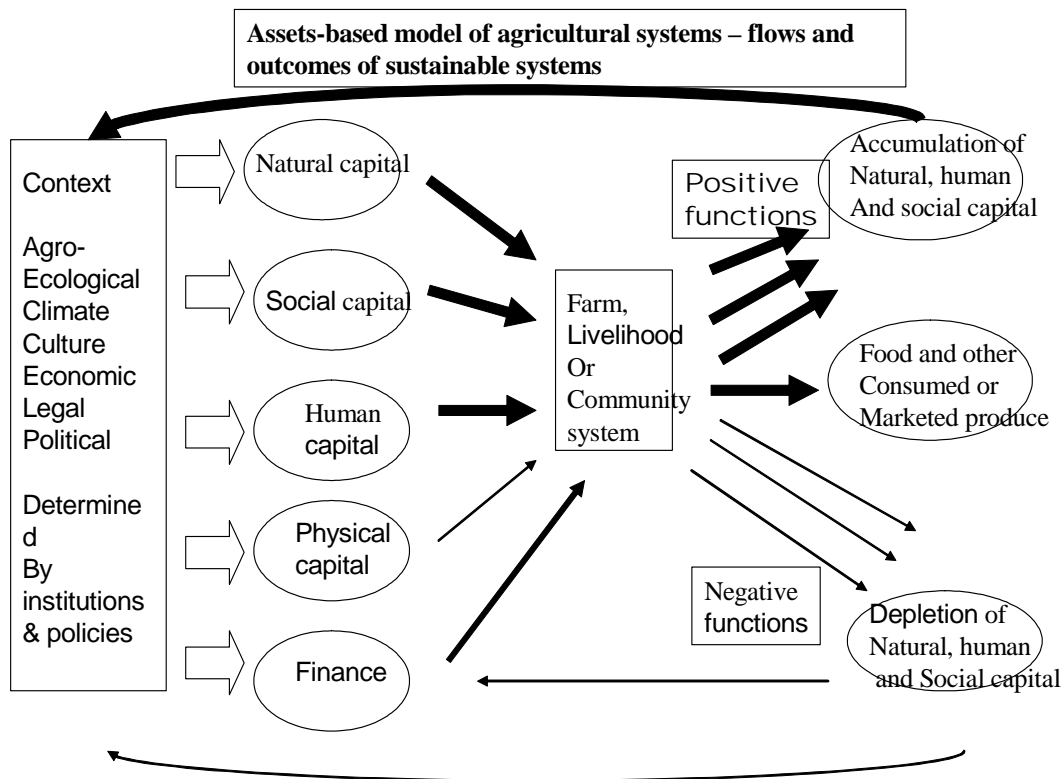 Assets-based model of agricultural systems – flows and
outcomes of sustainable systems
Context
Agro-
Ecological
Climate
Culture
Economic
Legal
Political
Determine
d
By
institutions
& policies
Natural capital
Social capital
Human
capital
Physical
capital
Finance
Farm,
Livelihood
Or
Community
system
Positive
functions
Accumulation of
Natural, human
And social capital
Food and other
Consumed or
Marketed produce
Negative
functions
Depletion of
Natural, human
and Social capital